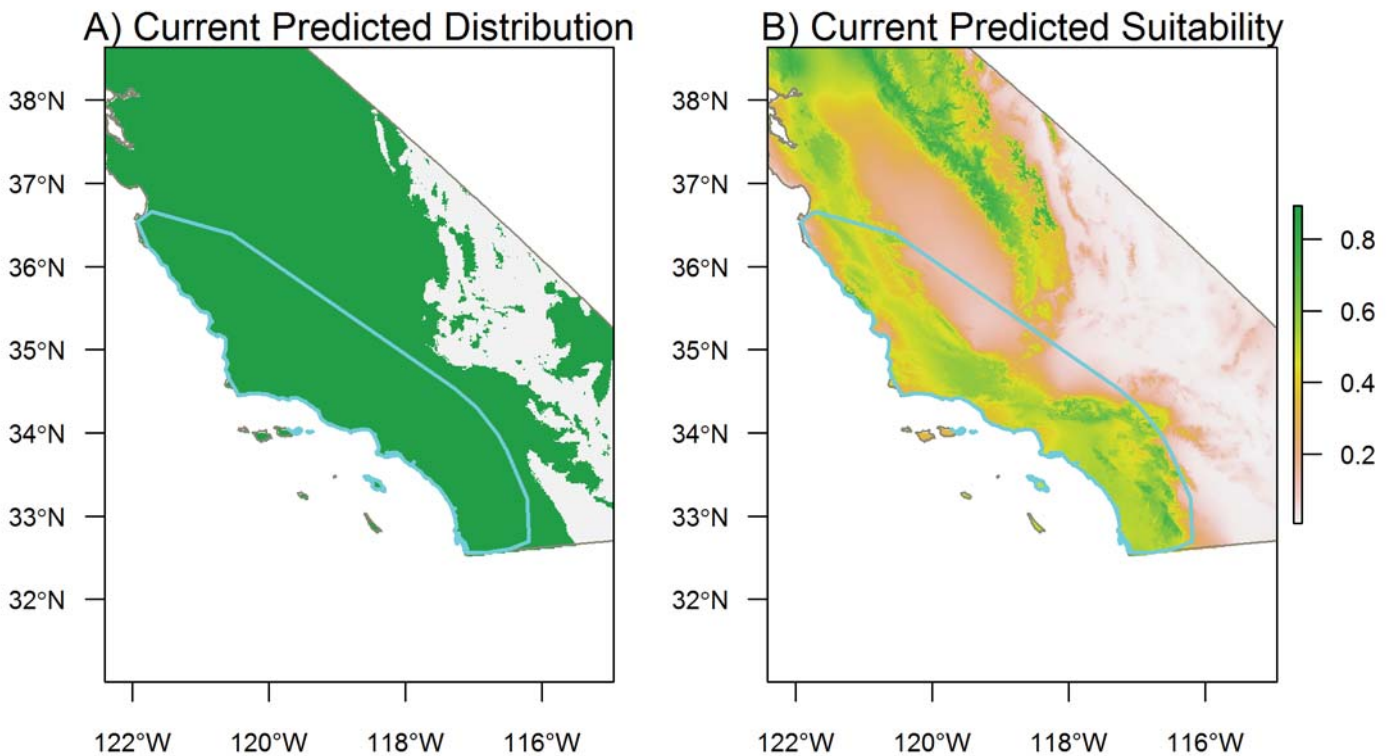 A) Current Predicted Distribution
38°N
37°N
36°N
35°N
34°N
33°N
32°N
122°W
120°W
118°W
116°W
B) Current Predicted Suitability
38°N
37°N
36°N
35°N
34°N
33°N
32°N
122°W
120°W
118°W
116°W
0.8
0.6
0.4
0.2